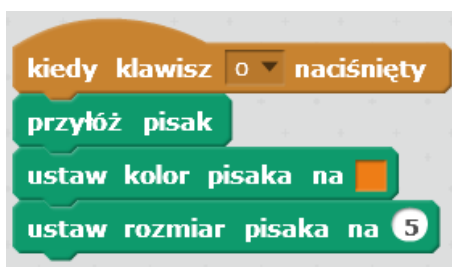 kiedy klawisz o naciśnięty
przyłóż pisak
ustaw kolor pisaka na
ustaw rozmiar pisaka na 5